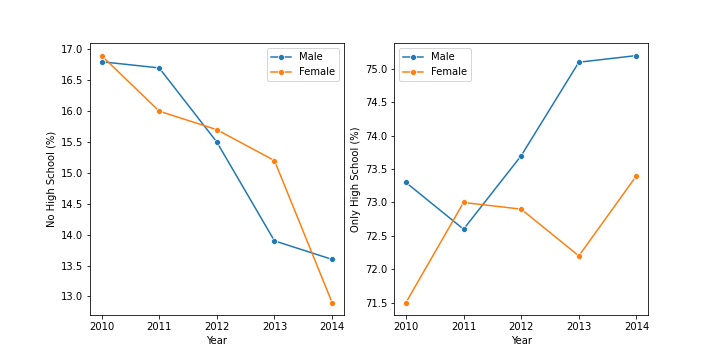 No High School (%)
17.0
16.5
16.0
15.5
15.0
14.5
14.0
13.5
13.0
2010 2011 2012 2013 2014
Year
Male
Female
Only High School (%)
75.0
74.5
74.0
73.5
73.0
72.5
72.0
71.5
2010 2011 2012 2013 2014
Year
Male
Female